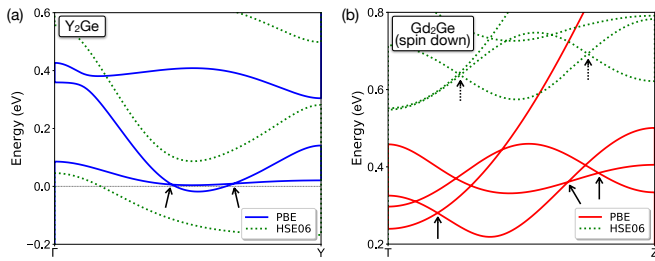 (a)
Y₂Ge
Energy (eV)
0.6
0.4
0.2
0.0
−0.2
Γ
Y
PBE
HSE06
(b)
Gd₂Ge
(spin down)
Energy (eV)
0.8
0.6
0.4
0.2
T
Z
PBE
HSE06